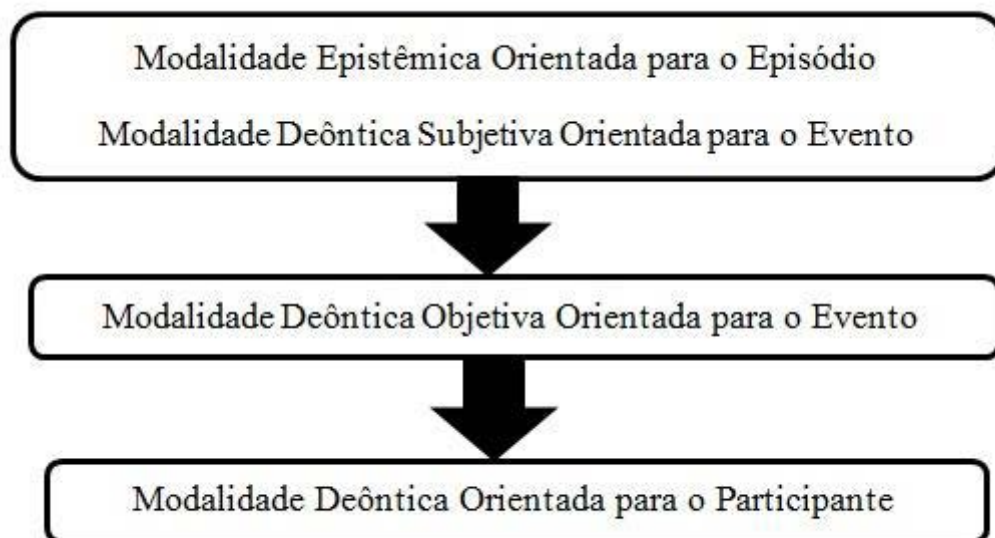 Modalidade Epistêmica Orientada para o Episódio
Modalidade Deôntica Subjetiva Orientada para o Evento
Modalidade Deôntica Objetiva Orientada para o Evento
Modalidade Deôntica Orientada para o Participante